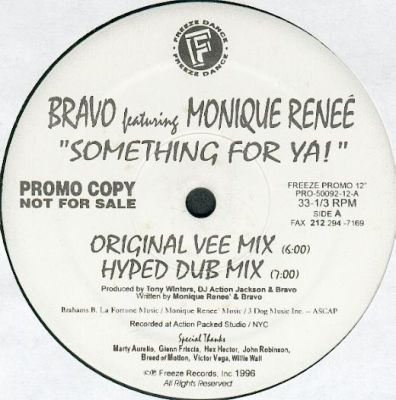 • FREEZE DANCE •
FREEZE DANCE
F
BRAVO featuring MONIQUE RENEÉ
"SOMETHING FOR YA!"
PROMO COPY
NOT FOR SALE
FREEZE PROMO 12"
PRO-50092-12-A
33-1/3 RPM
SIDE A
FAX 212 294 -7169
ORIGINAL VEE MIX (6:00)
HYPED DUB MIX (7:00)
Produced by Tony Winters, DJ Action Jackson & Bravo
Written by Monique Renee' & Bravo
Brahams B. La Fortune Music / Monique Renee' Music / 3 Dog Music Inc. -- ASCAP
Recorded at Action Packed Studio / NYC
Special Thanks
Marty Aurelio, Glenn Friscia, Hex Hector, John Robinson,
Breed of Motion, Victor Vega, Willie Wall
©℗ Freeze Records, Inc 1996
All Rights Reserved